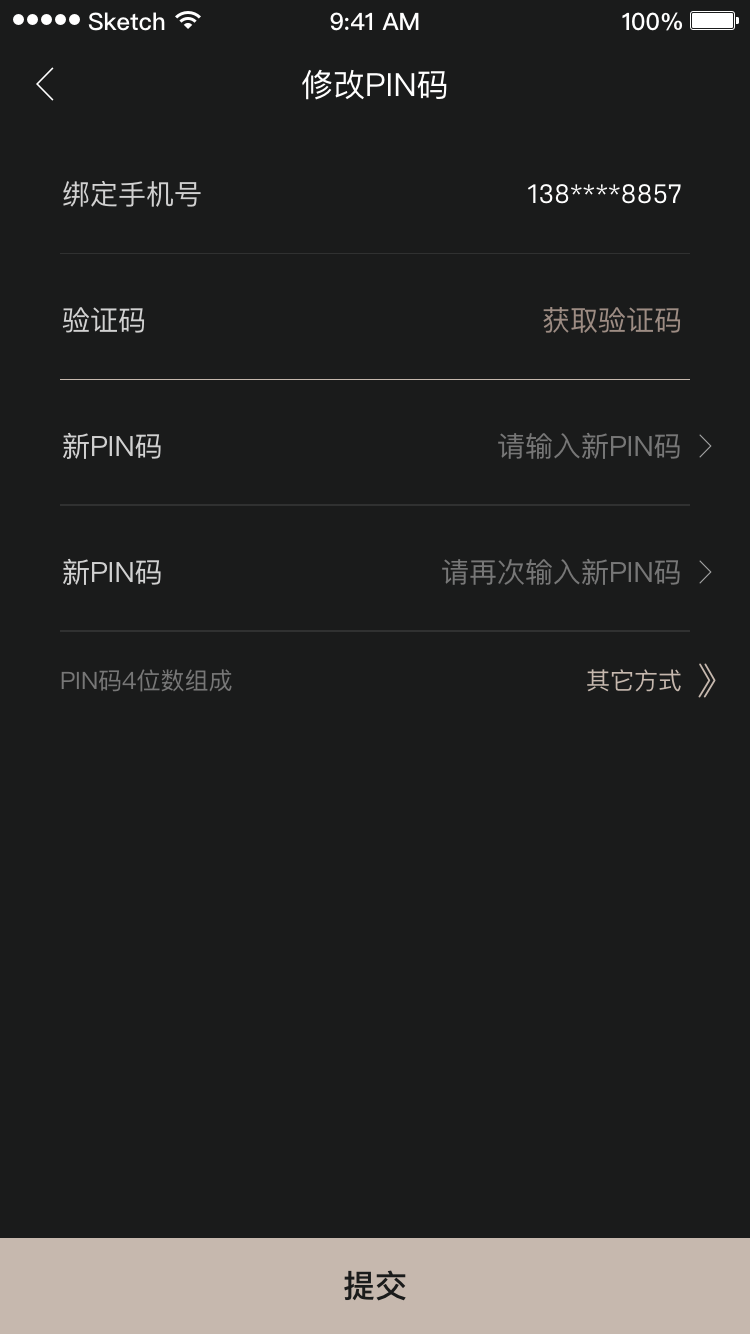 Sketch 9:41 AM 100%
修改PIN码
绑定手机号 138****8857
验证码 获取验证码
新PIN码 请输入新PIN码
新PIN码 请再次输入新PIN码
PIN码4位数组成 其它方式
提交